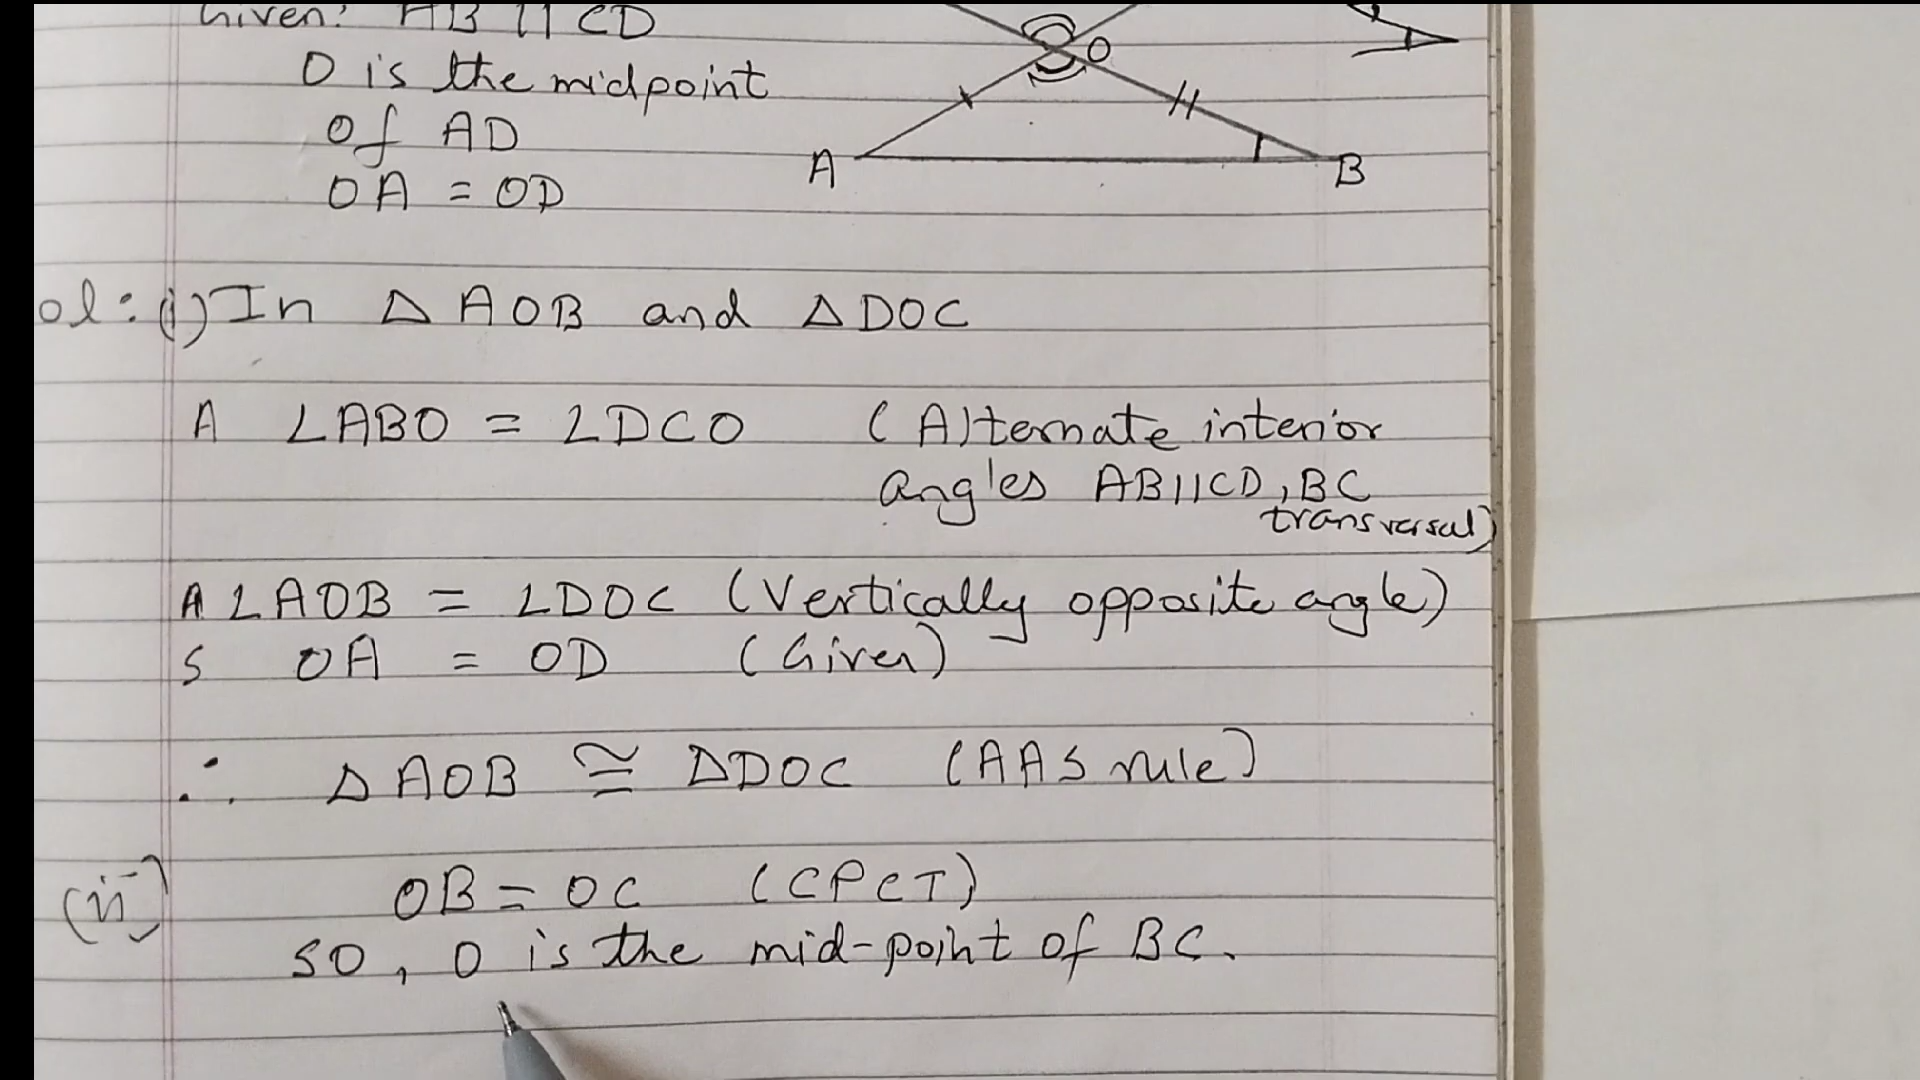 Given: AB || CD
O is the midpoint
of AD
OA = OD
O
A
B
ol: (i) In △ AOB and △DOC
A ∠ABO = ∠DCO (Alternate interior
angles AB||CD, BC
transversal)
A ∠AOB = ∠DOC (Vertically opposite angle)
S OA = OD (Given)
∴ △AOB ≅ △DOC (AAS rule)
(ii) OB = OC (CPCT)
SO, O is the mid-point of BC.